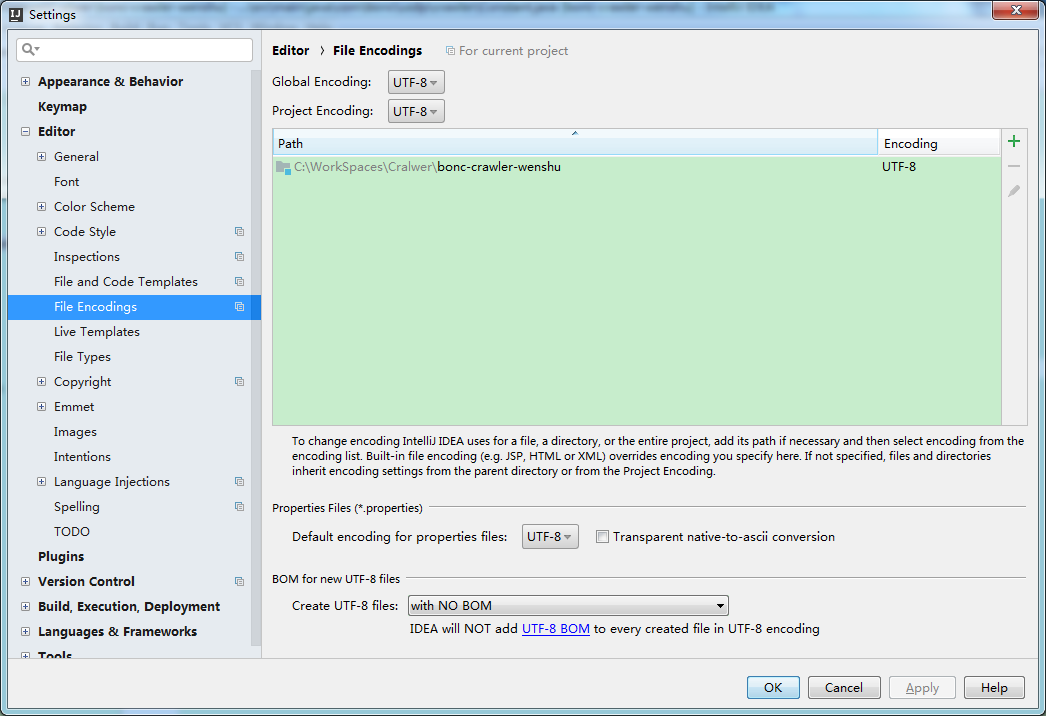 Settings
Appearance & Behavior
Keymap
Editor
General
Font
Color Scheme
Code Style
Inspections
File and Code Templates
File Encodings
Live Templates
File Types
Copyright
Emmet
Images
Intentions
Language Injections
Spelling
TODO
Plugins
Version Control
Build, Execution, Deployment
Languages & Frameworks
Tools
Editor › File Encodings For current project
Global Encoding: UTF-8
Project Encoding: UTF-8
Path Encoding
C:\WorkSpaces\Cralwer\bonc-crawler-wenshu UTF-8
To change encoding IntelliJ IDEA uses for a file, a directory, or the entire project, add its path if necessary and then select encoding from the
encoding list. Built-in file encoding (e.g. JSP, HTML or XML) overrides encoding you specify here. If not specified, files and directories
inherit encoding settings from the parent directory or from the Project Encoding.
Properties Files (*.properties)
Default encoding for properties files: UTF-8 Transparent native-to-ascii conversion
BOM for new UTF-8 files
Create UTF-8 files: with NO BOM
IDEA will NOT add UTF-8 BOM to every created file in UTF-8 encoding
OK Cancel Apply Help